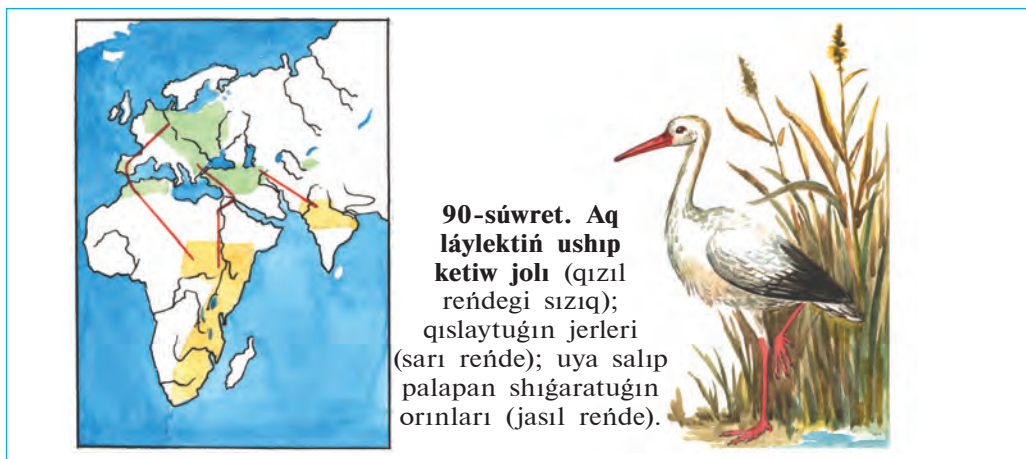 90-súwret. Aq
láylektiń ushıp
ketiw jolı (qızıl
reńdegi sızıq);
qıslaytuǵın jerleri
(sarı reńde); uya salıp
palapan shıǵaratuǵın
orınları (jasıl reńde).